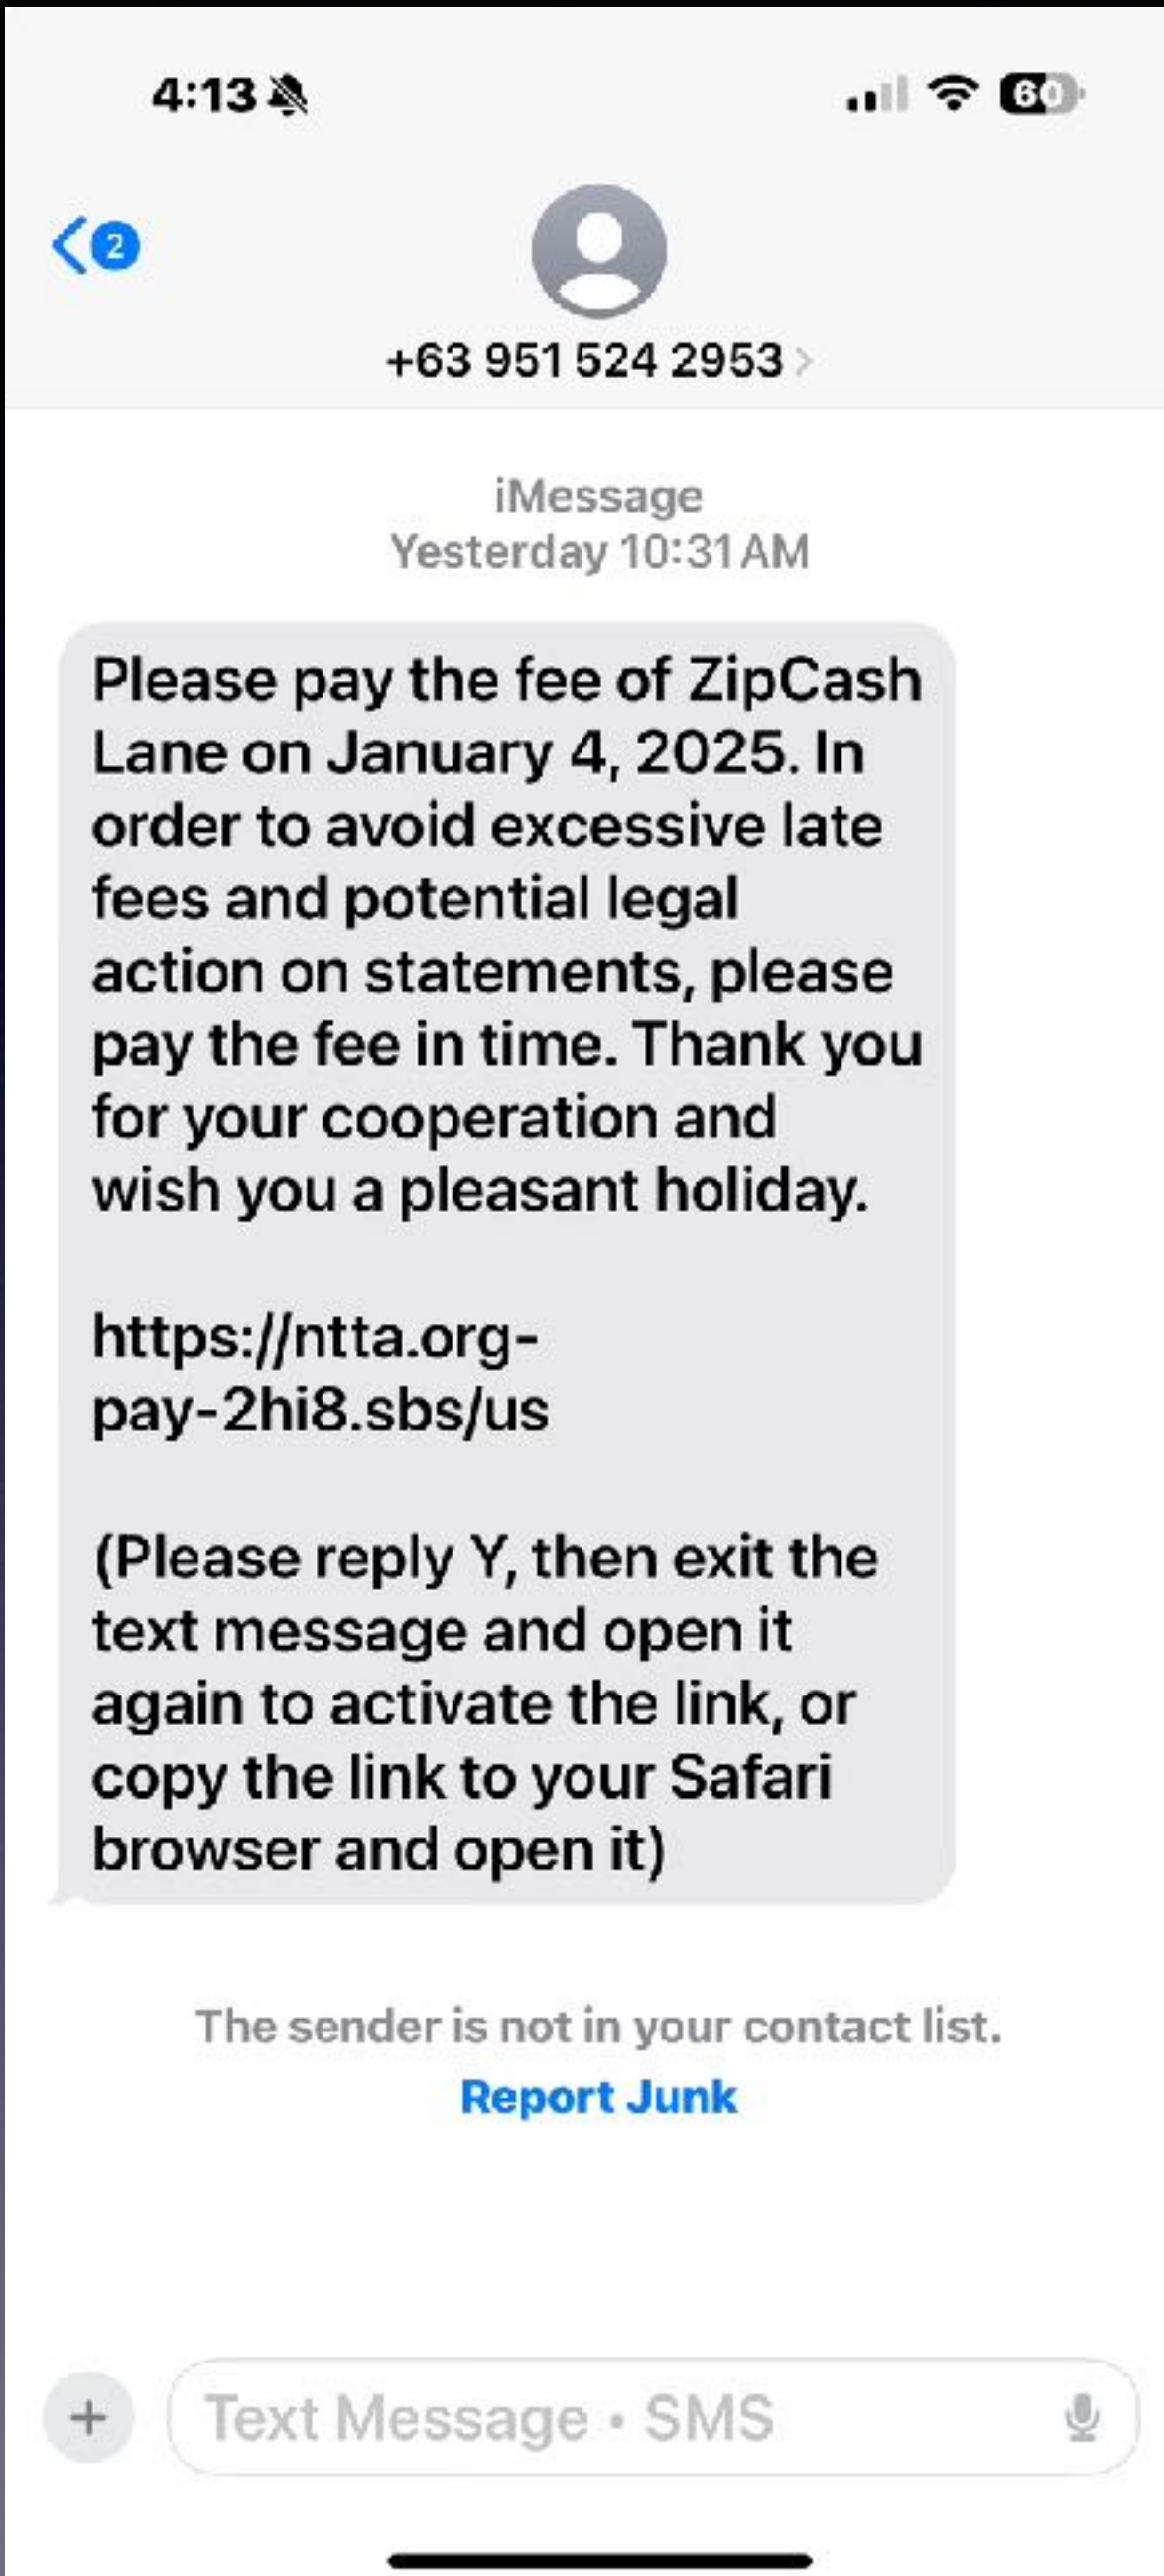 4:13
60
2
+63 951 524 2953
iMessage
Yesterday 10:31 AM
Please pay the fee of ZipCash
Lane on January 4, 2025. In
order to avoid excessive late
fees and potential legal
action on statements, please
pay the fee in time. Thank you
for your cooperation and
wish you a pleasant holiday.
https://ntta.org-
pay-2hi8.sbs/us
(Please reply Y, then exit the
text message and open it
again to activate the link, or
copy the link to your Safari
browser and open it)
The sender is not in your contact list.
Report Junk
Text Message • SMS